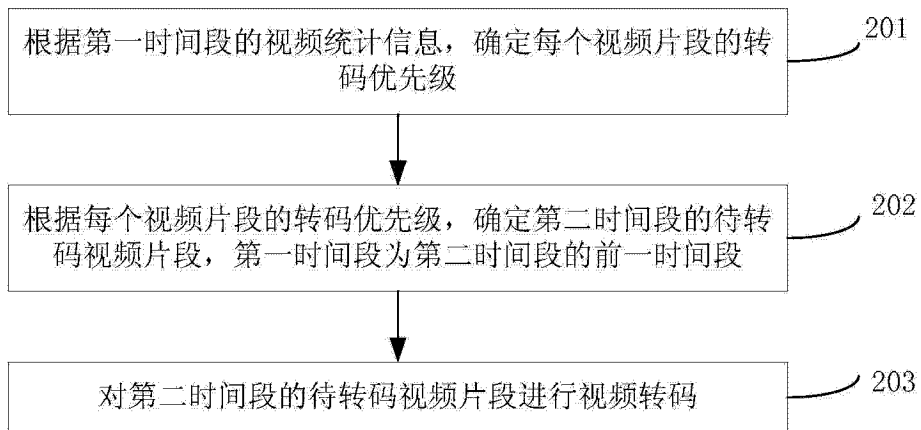 根据第一时间段的视频统计信息，确定每个视频片段的转
码优先级
201
根据每个视频片段的转码优先级，确定第二时间段的待转
码视频片段，第一时间段为第二时间段的前一时间段
202
对第二时间段的待转码视频片段进行视频转码
203